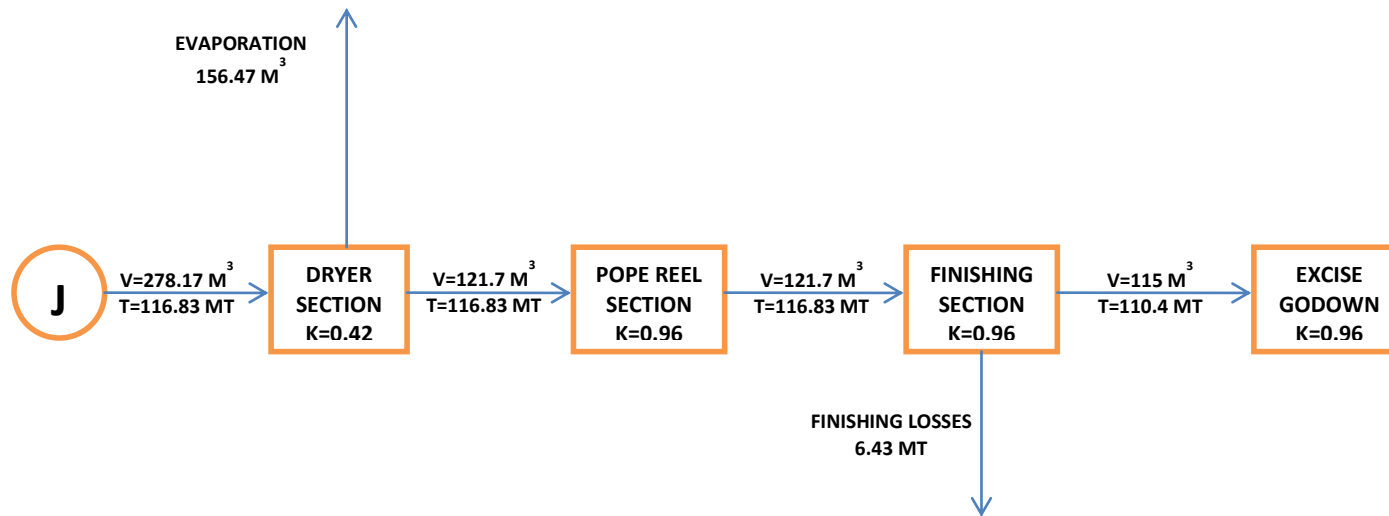 EVAPORATION
156.47 M³
J
V=278.17 M³
T=116.83 MT
DRYER
SECTION
K=0.42
V=121.7 M³
T=116.83 MT
POPE REEL
SECTION
K=0.96
V=121.7 M³
T=116.83 MT
FINISHING
SECTION
K=0.96
V=115 M³
T=110.4 MT
EXCISE
GODOWN
K=0.96
FINISHING LOSSES
6.43 MT